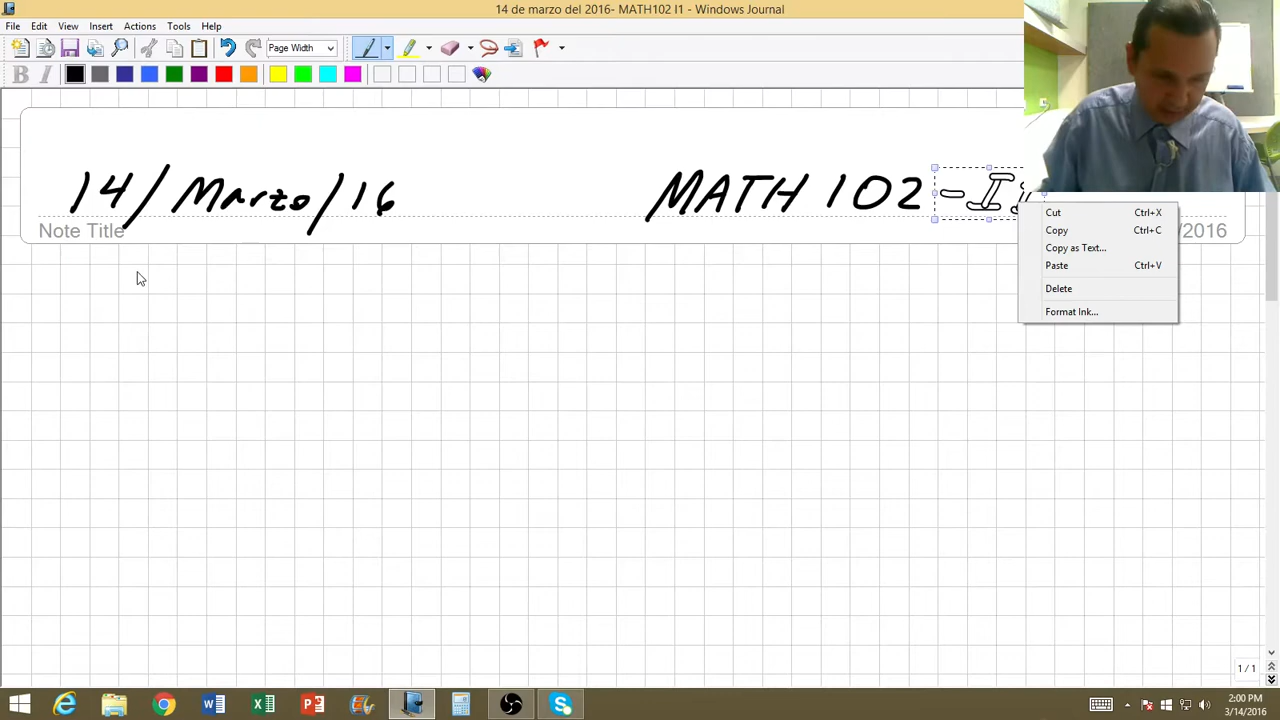 14 de marzo del 2016- MATH102 I1 - Windows Journal
File Edit View Insert Actions Tools Help
Page Width
B I
14/Marzo/16 MATH 102 -I
Note Title
/2016
Cut Ctrl+X
Copy Ctrl+C
Copy as Text...
Paste Ctrl+V
Delete
Format Ink...
1 / 1
2:00 PM
3/14/2016